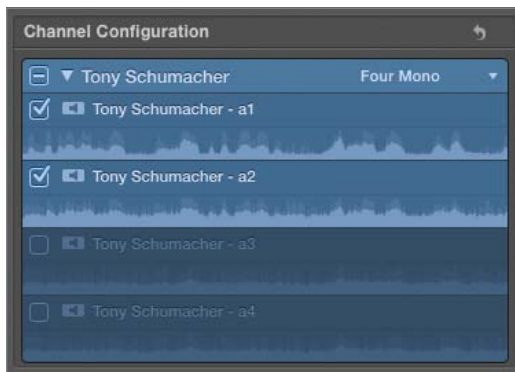 Channel Configuration
Tony Schumacher Four Mono
Tony Schumacher - a1
Tony Schumacher - a2
Tony Schumacher - a3
Tony Schumacher - a4